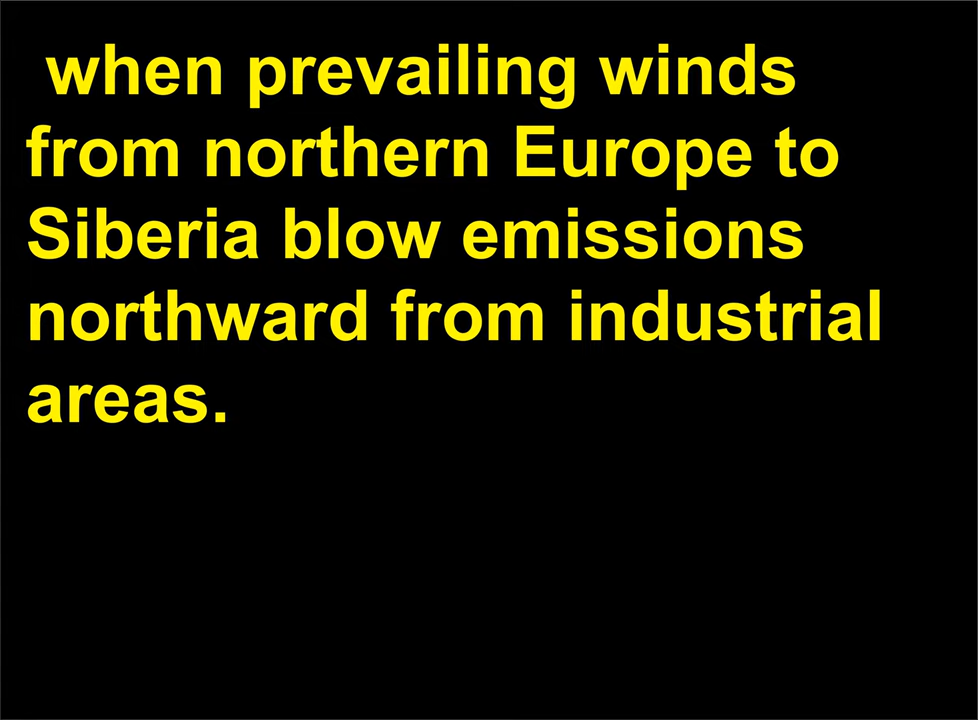 when prevailing winds
from northern Europe to
Siberia blow emissions
northward from industrial
areas.